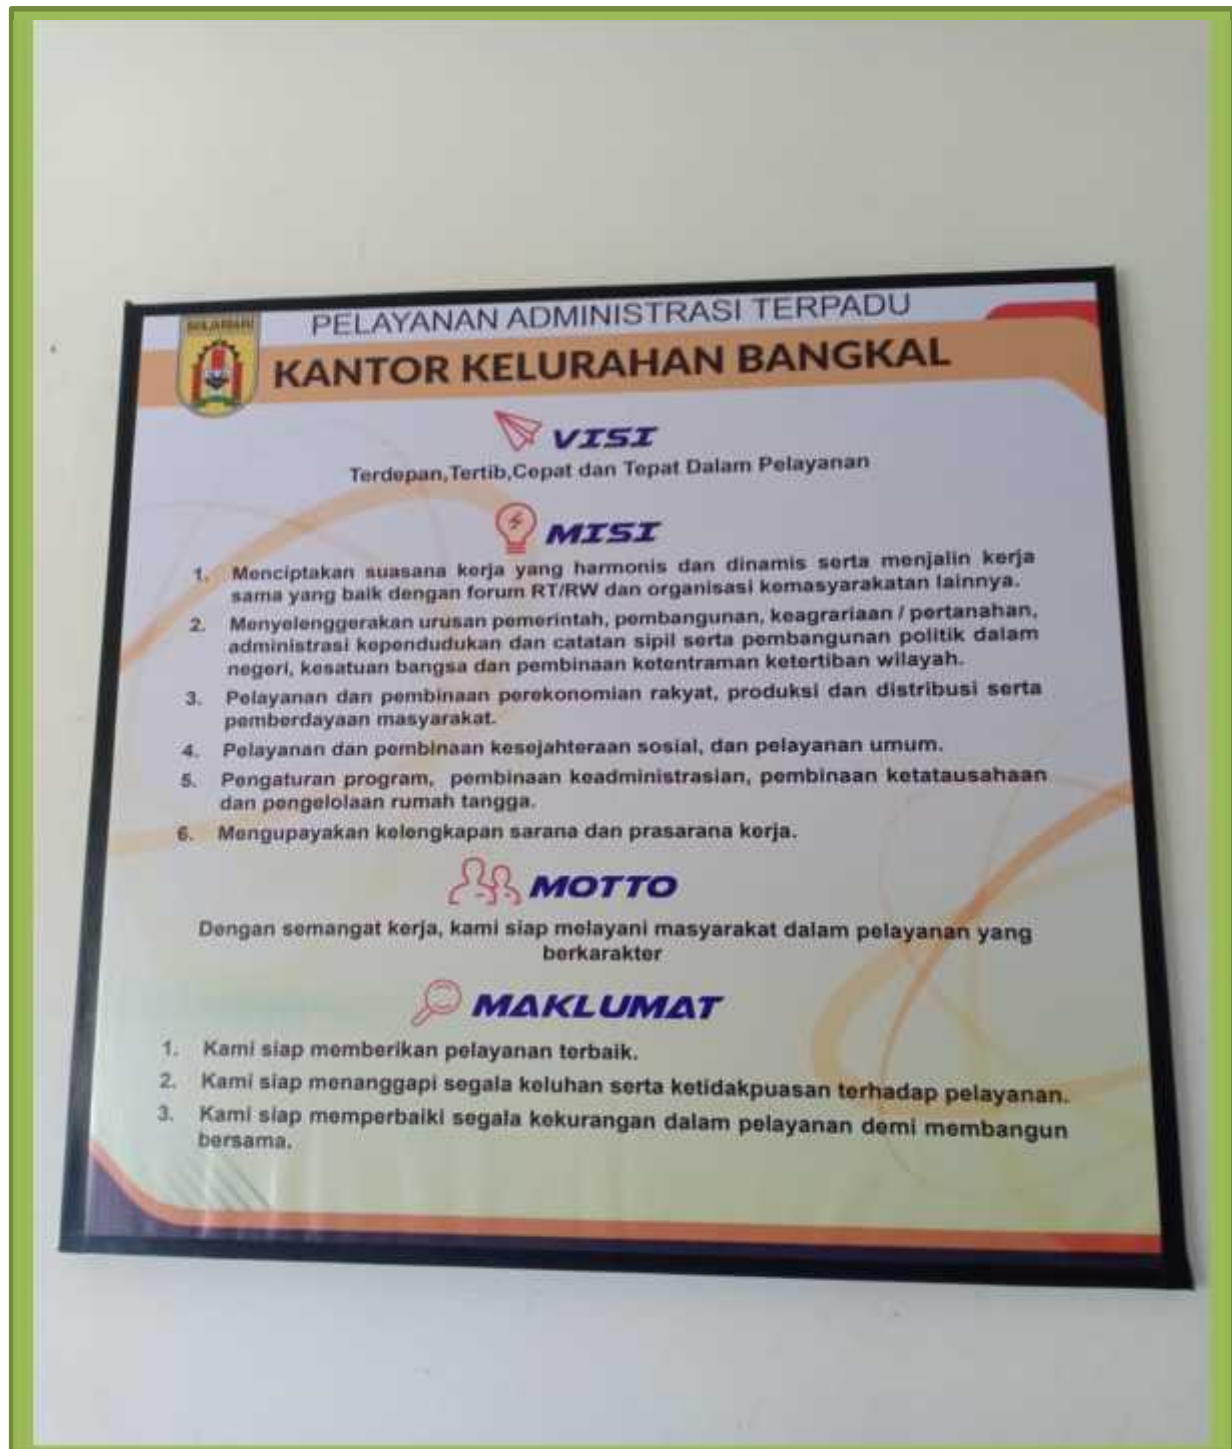 PELAYANAN ADMINISTRASI TERPADU
KANTOR KELURAHAN BANGKAL
VISI
Terdepan,Tertib,Cepat dan Tepat Dalam Pelayanan
MISI
1. Menciptakan suasana kerja yang harmonis dan dinamis serta menjalin kerja
sama yang baik dengan forum RT/RW dan organisasi kemasyarakatan lainnya.
2. Menyelenggerakan urusan pemerintah, pembangunan, keagrariaan / pertanahan,
administrasi kependudukan dan catatan sipil serta pembangunan politik dalam
negeri, kesatuan bangsa dan pembinaan ketentraman ketertiban wilayah.
3. Pelayanan dan pembinaan perekonomian rakyat, produksi dan distribusi serta
pemberdayaan masyarakat.
4. Pelayanan dan pembinaan kesejahteraan sosial, dan pelayanan umum.
5. Pengaturan program, pembinaan keadministrasian, pembinaan ketatausahaan
dan pengelolaan rumah tangga.
6. Mengupayakan kelengkapan sarana dan prasarana kerja.
MOTTO
Dengan semangat kerja, kami siap melayani masyarakat dalam pelayanan yang
berkarakter
MAKLUMAT
1. Kami siap memberikan pelayanan terbaik.
2. Kami siap menanggapi segala keluhan serta ketidakpuasan terhadap pelayanan.
3. Kami siap memperbaiki segala kekurangan dalam pelayanan demi membangun
bersama.